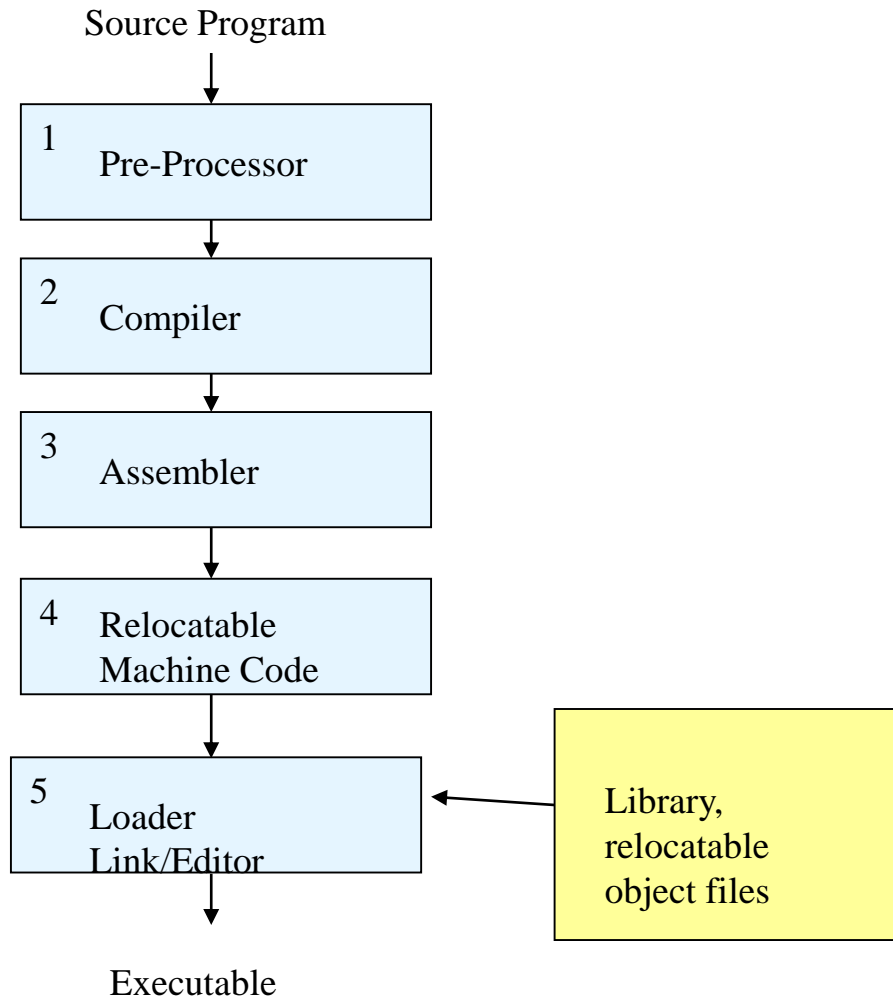 Source Program
1
Pre-Processor
2
Compiler
3
Assembler
4
Relocatable
Machine Code
5
Loader
Link/Editor
Library,
relocatable
object files
Executable